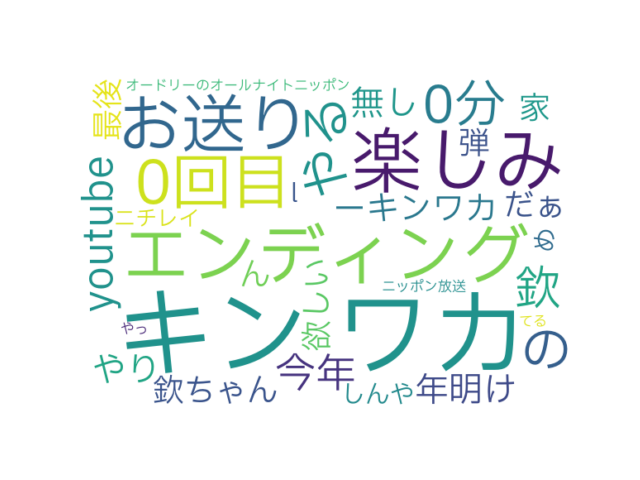 オードリーのオールナイトニッポン
最後
お送り
やる
無し
0分
家
0回目
し
楽しみ
弾
youtube
ニチレイ
ーキンワカ
だぁ
エンディング
ん
め
欲しい
ニッポン放送
欽
キンワカ
やっ
てる
の
やり
今年
欽ちゃん
しんや
年明け